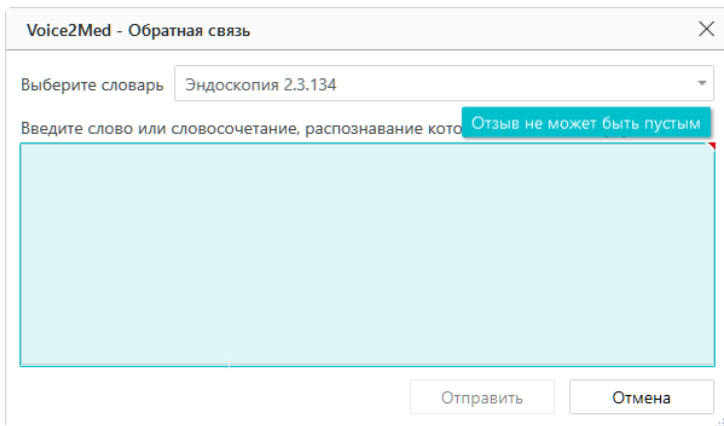 Voice2Med - Обратная связь
Выберите словарь Эндоскопия 2.3.134
Отзыв не может быть пустым
Введите слово или словосочетание, распознавание
Отправить Отмена